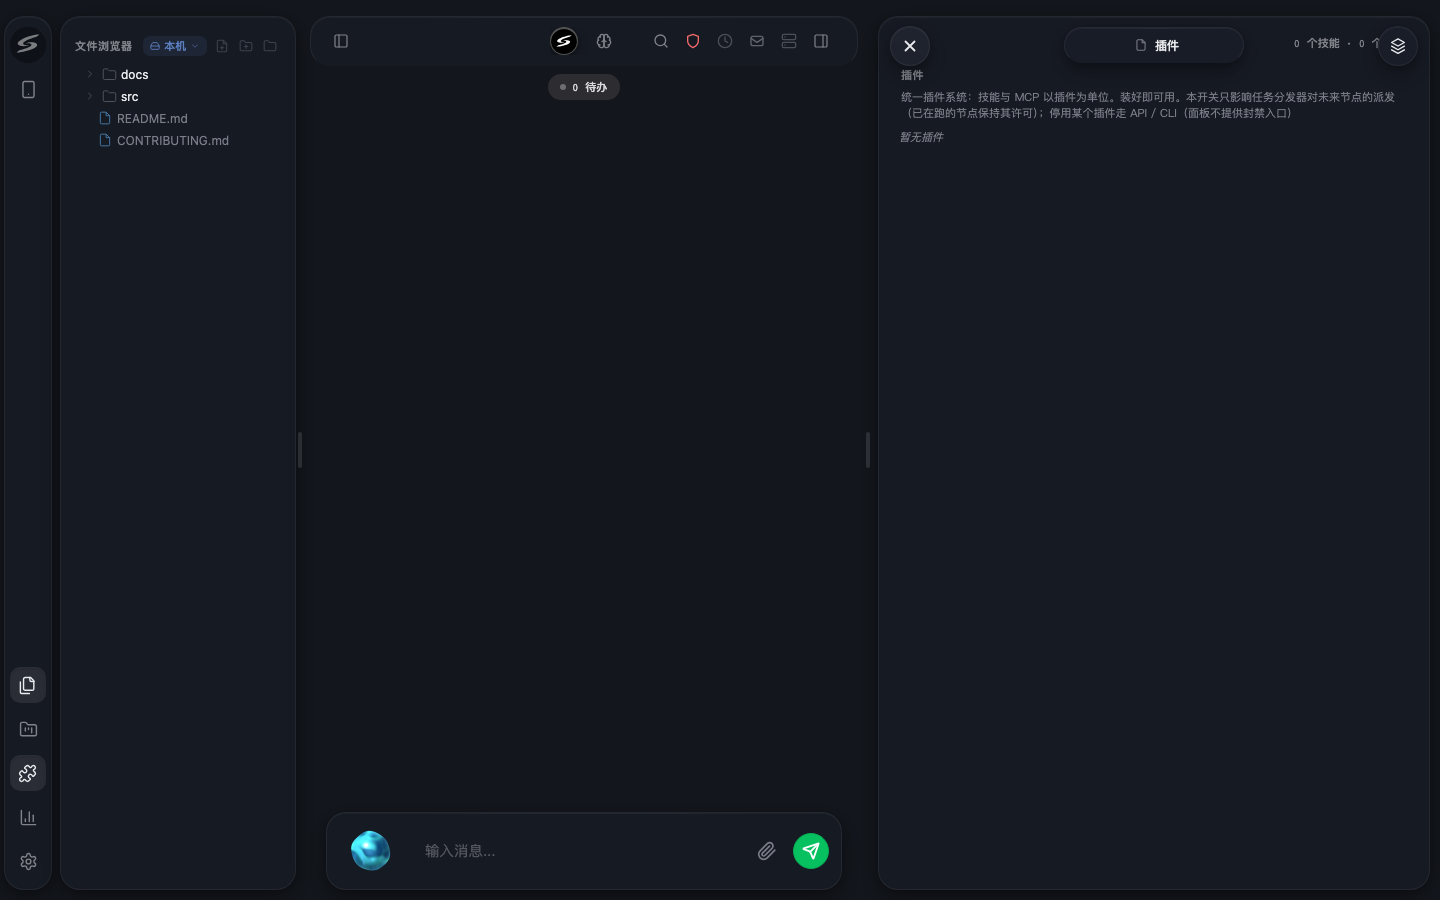 文件浏览器
本机
docs
src
README.md
CONTRIBUTING.md
0 待办
输入消息...
插件
0 个技能 · 0 个
插件
统一插件系统：技能与 MCP 以插件为单位。装好即可用。本开关只影响任务分发器对未来节点的派发
（已在跑的节点保持其许可）；停用某个插件走 API / CLI（面板不提供封禁入口）
暂无插件